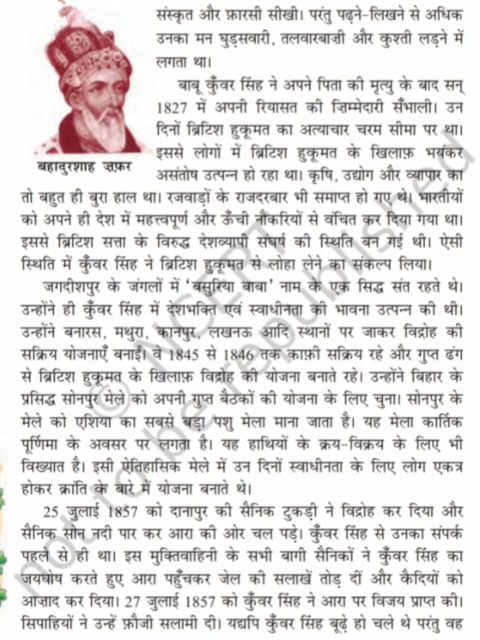 संस्कृत और फ़ारसी सीखी। परंतु पढ़ने-लिखने से अधिक
उनका मन घुड़सवारी, तलवारबाज़ी और कुश्ती लड़ने में
लगता था।
बाबू कुँवर सिंह ने अपने पिता की मृत्यु के बाद सन्
1827 में अपनी रियासत की ज़िम्मेदारी सँभाली। उन
दिनों ब्रिटिश हुकूमत का अत्याचार चरम सीमा पर था।
इससे लोगों में ब्रिटिश हुकूमत के खिलाफ़ भयंकर
बहादुरशाह ज़फ़र
असंतोष उत्पन्न हो रहा था। कृषि, उद्योग और व्यापार का
तो बहुत ही बुरा हाल था। रजवाड़ों के राजदरबार भी समाप्त हो गए थे। भारतीयों
को अपने ही देश में महत्त्वपूर्ण और ऊँची नौकरियों से वंचित कर दिया गया था।
इससे ब्रिटिश सत्ता के विरुद्ध देशव्यापी संघर्ष की स्थिति बन गई थी। ऐसी
स्थिति में कुँवर सिंह ने ब्रिटिश हुकूमत से लोहा लेने का संकल्प लिया।
जगदीशपुर के जंगलों में 'बसुरिया बाबा' नाम के एक सिद्ध संत रहते थे।
उन्होंने ही कुँवर सिंह में देशभक्ति एवं स्वाधीनता की भावना उत्पन्न की थी।
उन्होंने बनारस, मथुरा, कानपुर, लखनऊ आदि स्थानों पर जाकर विद्रोह की
सक्रिय योजनाएँ बनाईं। वे 1845 से 1846 तक काफ़ी सक्रिय रहे और गुप्त ढंग
से ब्रिटिश हुकूमत के खिलाफ़ विद्रोह की योजना बनाते रहे। उन्होंने बिहार के
प्रसिद्ध सोनपुर मेले को अपनी गुप्त बैठकों की योजना के लिए चुना। सोनपुर के
मेले को एशिया का सबसे बड़ा पशु मेला माना जाता है। यह मेला कार्तिक
पूर्णिमा के अवसर पर लगता है। यह हाथियों के क्रय-विक्रय के लिए भी
विख्यात है। इसी ऐतिहासिक मेले में उन दिनों स्वाधीनता के लिए लोग एकत्र
होकर क्रांति के बारे में योजना बनाते थे।
25 जुलाई 1857 को दानापुर की सैनिक टुकड़ी ने विद्रोह कर दिया और
सैनिक सोन नदी पार कर आरा की ओर चल पड़े। कुँवर सिंह से उनका संपर्क
पहले से ही था। इस मुक्तिवाहिनी के सभी बागी सैनिकों ने कुँवर सिंह का
जयघोष करते हुए आरा पहुँचकर जेल की सलाखें तोड़ दीं और कैदियों को
आज़ाद कर दिया। 27 जुलाई 1857 को कुँवर सिंह ने आरा पर विजय प्राप्त की।
सिपाहियों ने उन्हें फ़ौजी सलामी दी। यद्यपि कुँवर सिंह बूढ़े हो चले थे परंतु वह
© NCERT
not to be republished